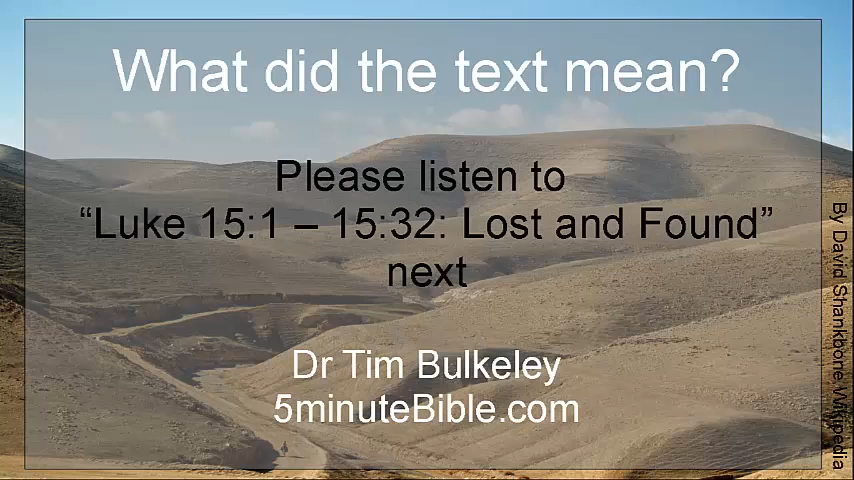 What did the text mean?
Please listen to
“Luke 15:1 – 15:32: Lost and Found”
next
Dr Tim Bulkeley
5minuteBible.com
By David Shankbone Wikipedia